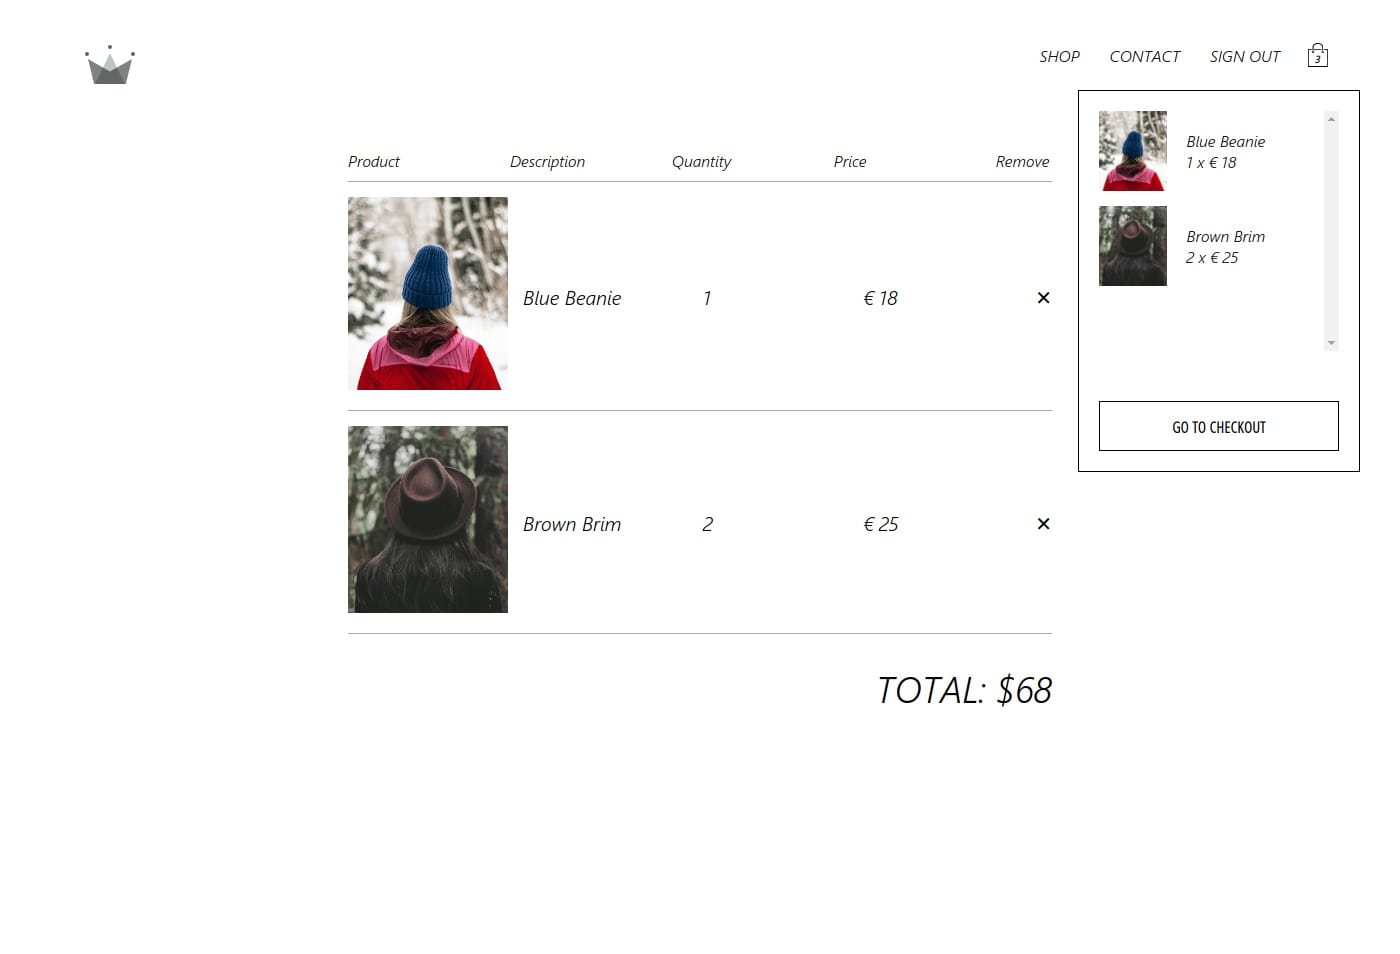 SHOP CONTACT SIGN OUT 3
Product Description Quantity Price Remove
Blue Beanie 1 € 18 ✕
Brown Brim 2 € 25 ✕
TOTAL: $68
Blue Beanie
1 x € 18
Brown Brim
2 x € 25
GO TO CHECKOUT